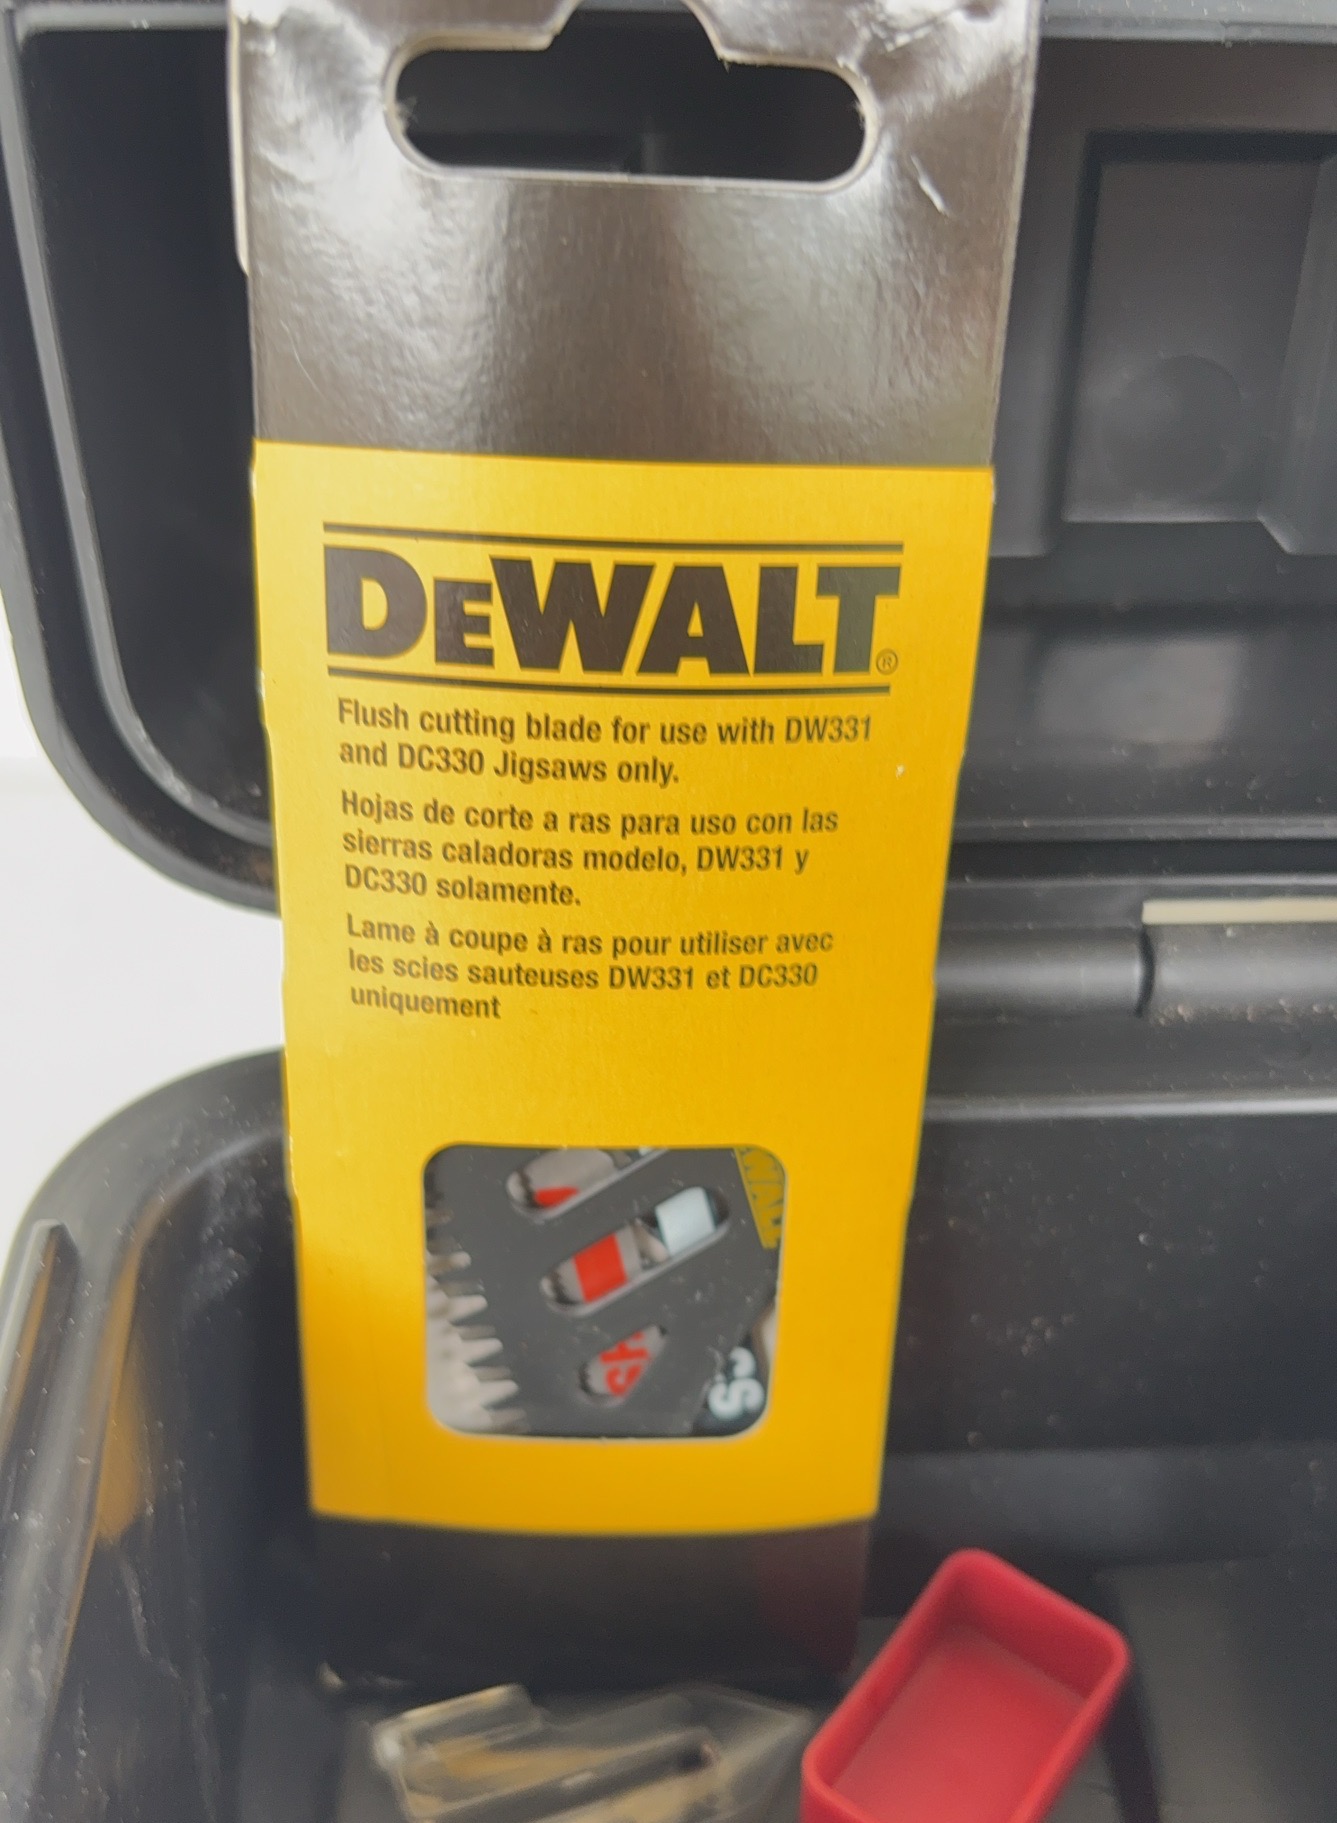 DEWALT®
Flush cutting blade for use with DW331
and DC330 Jigsaws only.
Hojas de corte a ras para uso con las
sierras caladoras modelo, DW331 y
DC330 solamente.
Lame à coupe à ras pour utiliser avec
les scies sauteuses DW331 et DC330
uniquement
WALT